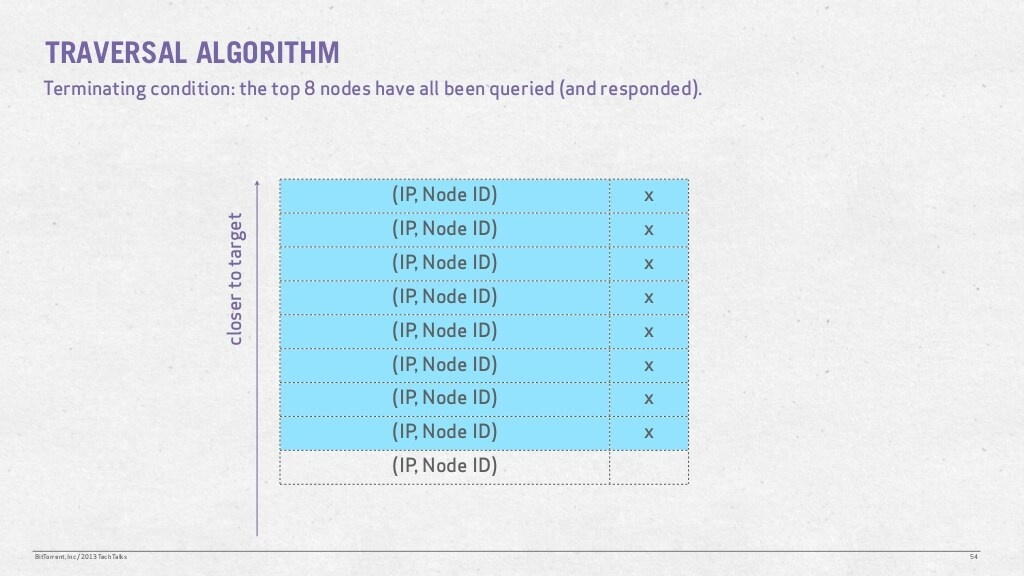 TRAVERSAL ALGORITHM
Terminating condition: the top 8 nodes have all been queried (and responded).
closer to target
(IP, Node ID) x
(IP, Node ID) x
(IP, Node ID) x
(IP, Node ID) x
(IP, Node ID) x
(IP, Node ID) x
(IP, Node ID) x
(IP, Node ID) x
(IP, Node ID)
BitTorrent, Inc / 2013 Tech Talks 54